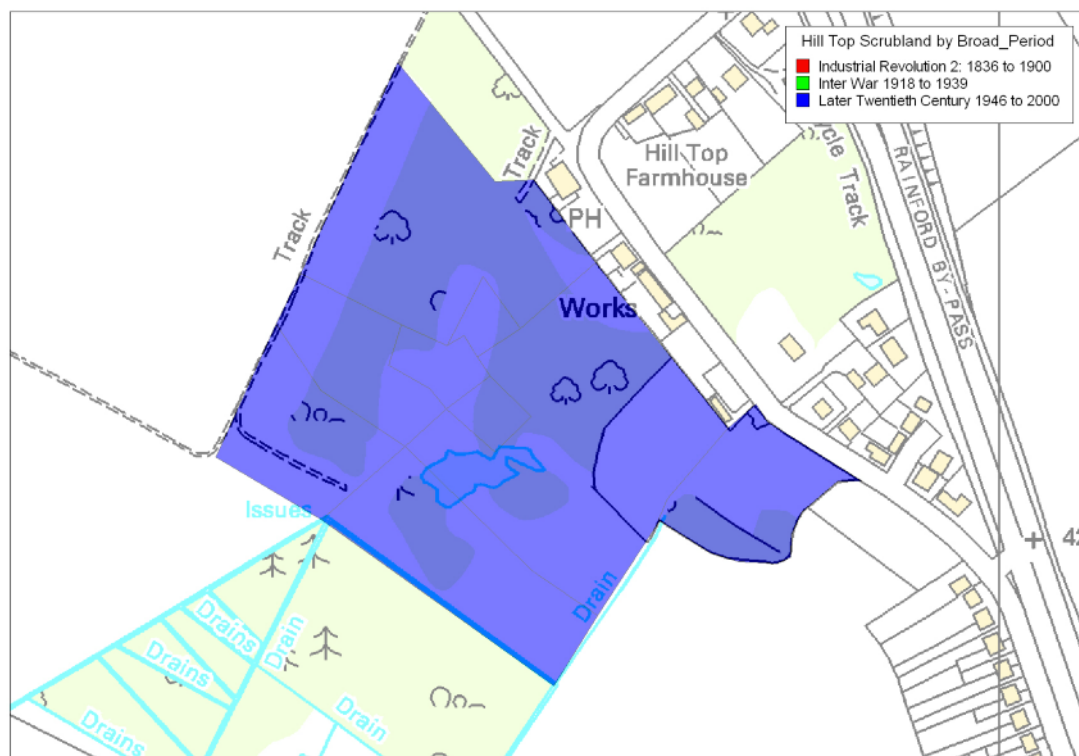 Hill Top Scrubland by Broad_Period
Industrial Revolution 2: 1836 to 1900
Inter War 1918 to 1939
Later Twentieth Century 1946 to 2000
Track
Hill Top
Farmhouse
ycle Track
RAINFORD BY-PASS
Track
PH
Works
Issues
Drain
42
Drains
Drain
Drains
Drains
Drain